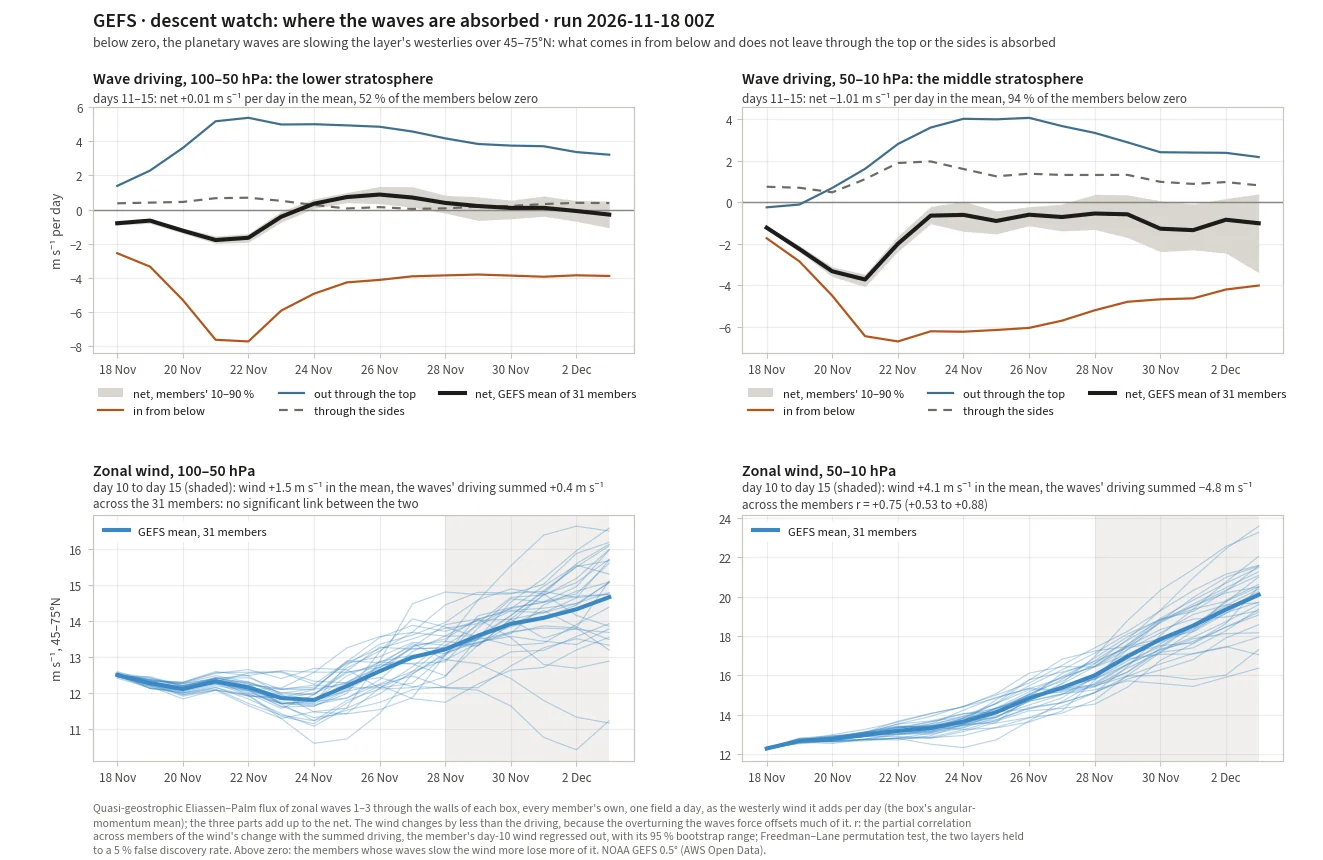 GEFS · descent watch: where the waves are absorbed · run 2026-11-18 00Z
below zero, the planetary waves are slowing the layer's westerlies over 45–75°N: what comes in from below and does not leave through the top or the sides is absorbed
Wave driving, 100–50 hPa: the lower stratosphere
days 11–15: net +0.01 m s⁻¹ per day in the mean, 52 % of the members below zero
m s⁻¹ per day
6
4
2
0
−2
−4
−6
−8
18 Nov 20 Nov 22 Nov 24 Nov 26 Nov 28 Nov 30 Nov 2 Dec
net, members' 10–90 % out through the top net, GEFS mean of 31 members
in from below through the sides
Wave driving, 50–10 hPa: the middle stratosphere
days 11–15: net −1.01 m s⁻¹ per day in the mean, 94 % of the members below zero
4
2
0
−2
−4
−6
18 Nov 20 Nov 22 Nov 24 Nov 26 Nov 28 Nov 30 Nov 2 Dec
net, members' 10–90 % out through the top net, GEFS mean of 31 members
in from below through the sides
Zonal wind, 100–50 hPa
day 10 to day 15 (shaded): wind +1.5 m s⁻¹ in the mean, the waves' driving summed +0.4 m s⁻¹
across the 31 members: no significant link between the two
GEFS mean, 31 members
m s⁻¹, 45–75°N
16
15
14
13
12
11
18 Nov 20 Nov 22 Nov 24 Nov 26 Nov 28 Nov 30 Nov 2 Dec
Zonal wind, 50–10 hPa
day 10 to day 15 (shaded): wind +4.1 m s⁻¹ in the mean, the waves' driving summed −4.8 m s⁻¹
across the members r = +0.75 (+0.53 to +0.88)
GEFS mean, 31 members
24
22
20
18
16
14
12
18 Nov 20 Nov 22 Nov 24 Nov 26 Nov 28 Nov 30 Nov 2 Dec
Quasi-geostrophic Eliassen–Palm flux of zonal waves 1–3 through the walls of each box, every member's own, one field a day, as the westerly wind it adds per day (the box's angular-
momentum mean); the three parts add up to the net. The wind changes by less than the driving, because the overturning the waves force offsets much of it. r: the partial correlation
across members of the wind's change with the summed driving, the member's day-10 wind regressed out, with its 95 % bootstrap range; Freedman–Lane permutation test, the two layers held
to a 5 % false discovery rate. Above zero: the members whose waves slow the wind more lose more of it. NOAA GEFS 0.5° (AWS Open Data).